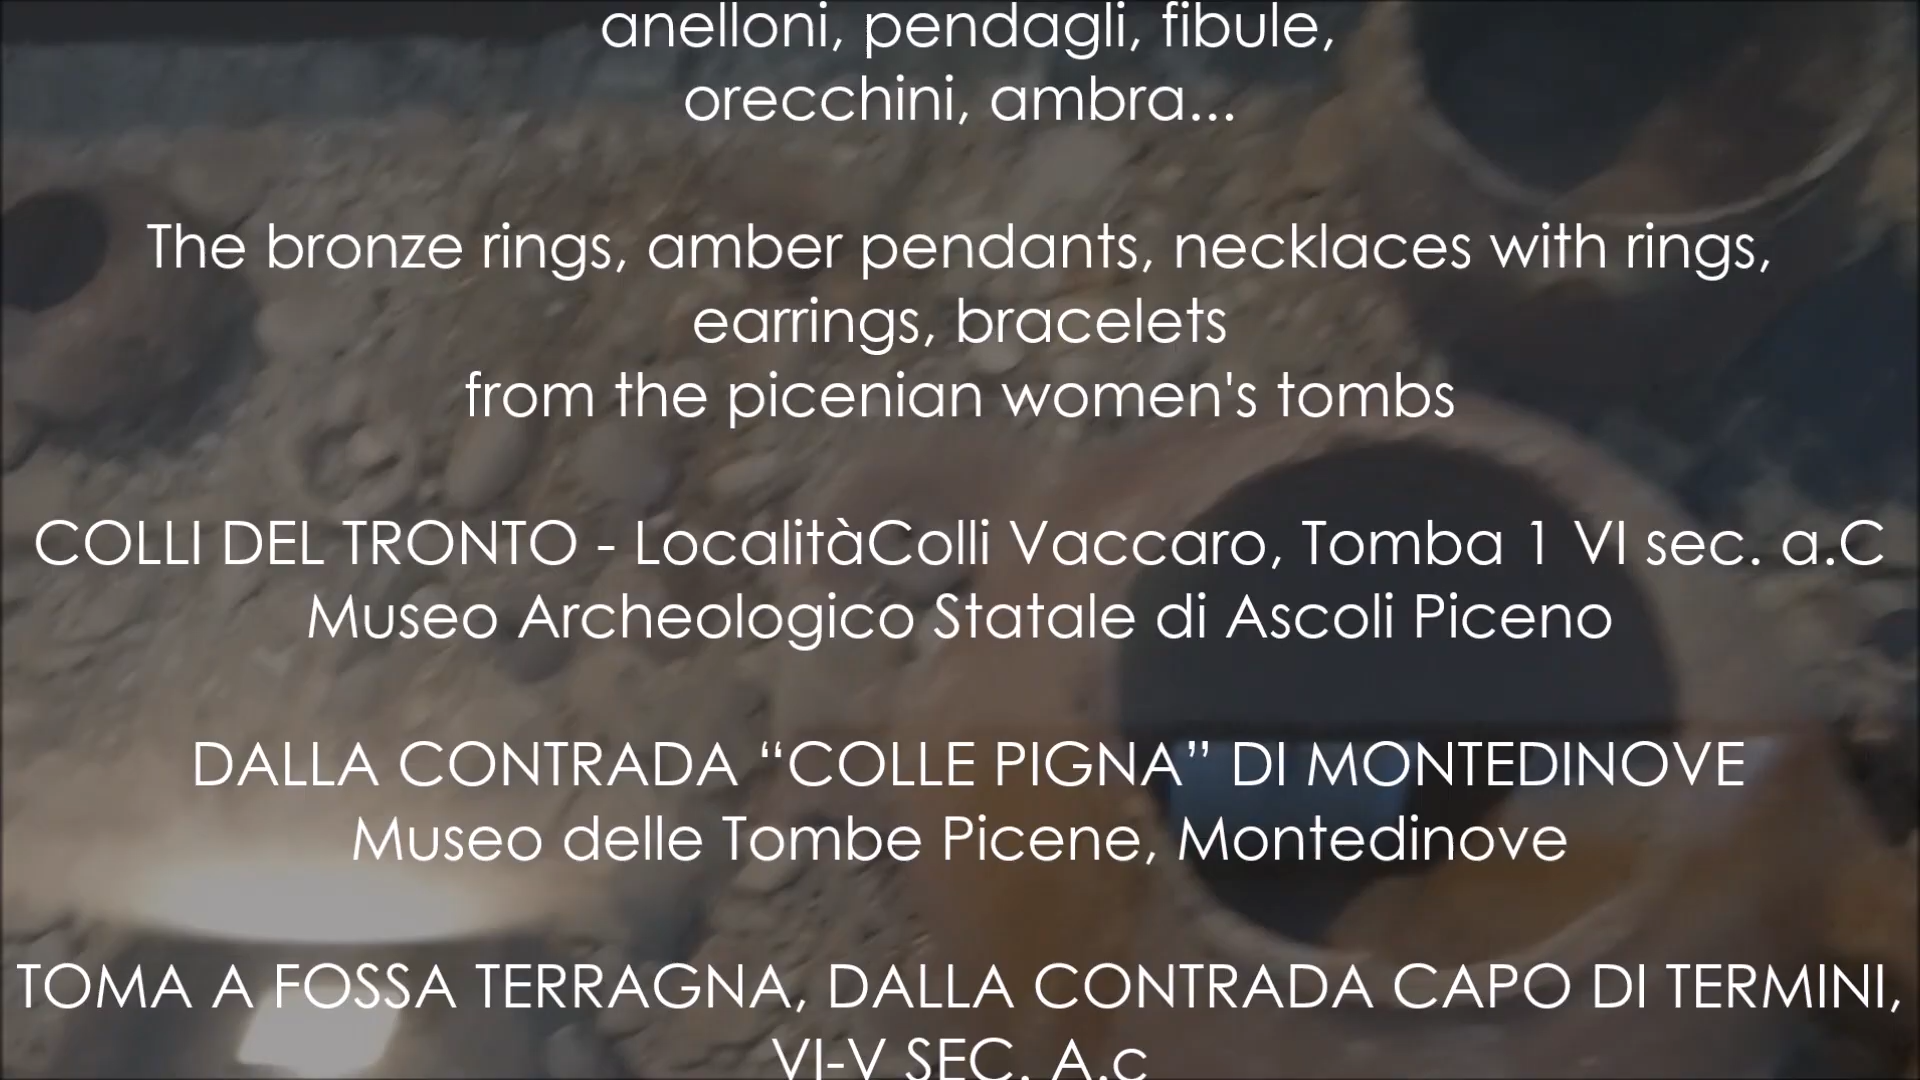 anelloni, pendagli, fibule,
orecchini, ambra...
The bronze rings, amber pendants, necklaces with rings,
earrings, bracelets
from the picenian women's tombs
COLLI DEL TRONTO - LocalitàColli Vaccaro, Tomba 1 VI sec. a.C
Museo Archeologico Statale di Ascoli Piceno
DALLA CONTRADA “COLLE PIGNA” DI MONTEDINOVE
Museo delle Tombe Picene, Montedinove
TOMA A FOSSA TERRAGNA, DALLA CONTRADA CAPO DI TERMINI,
VI-V SEC. A.c